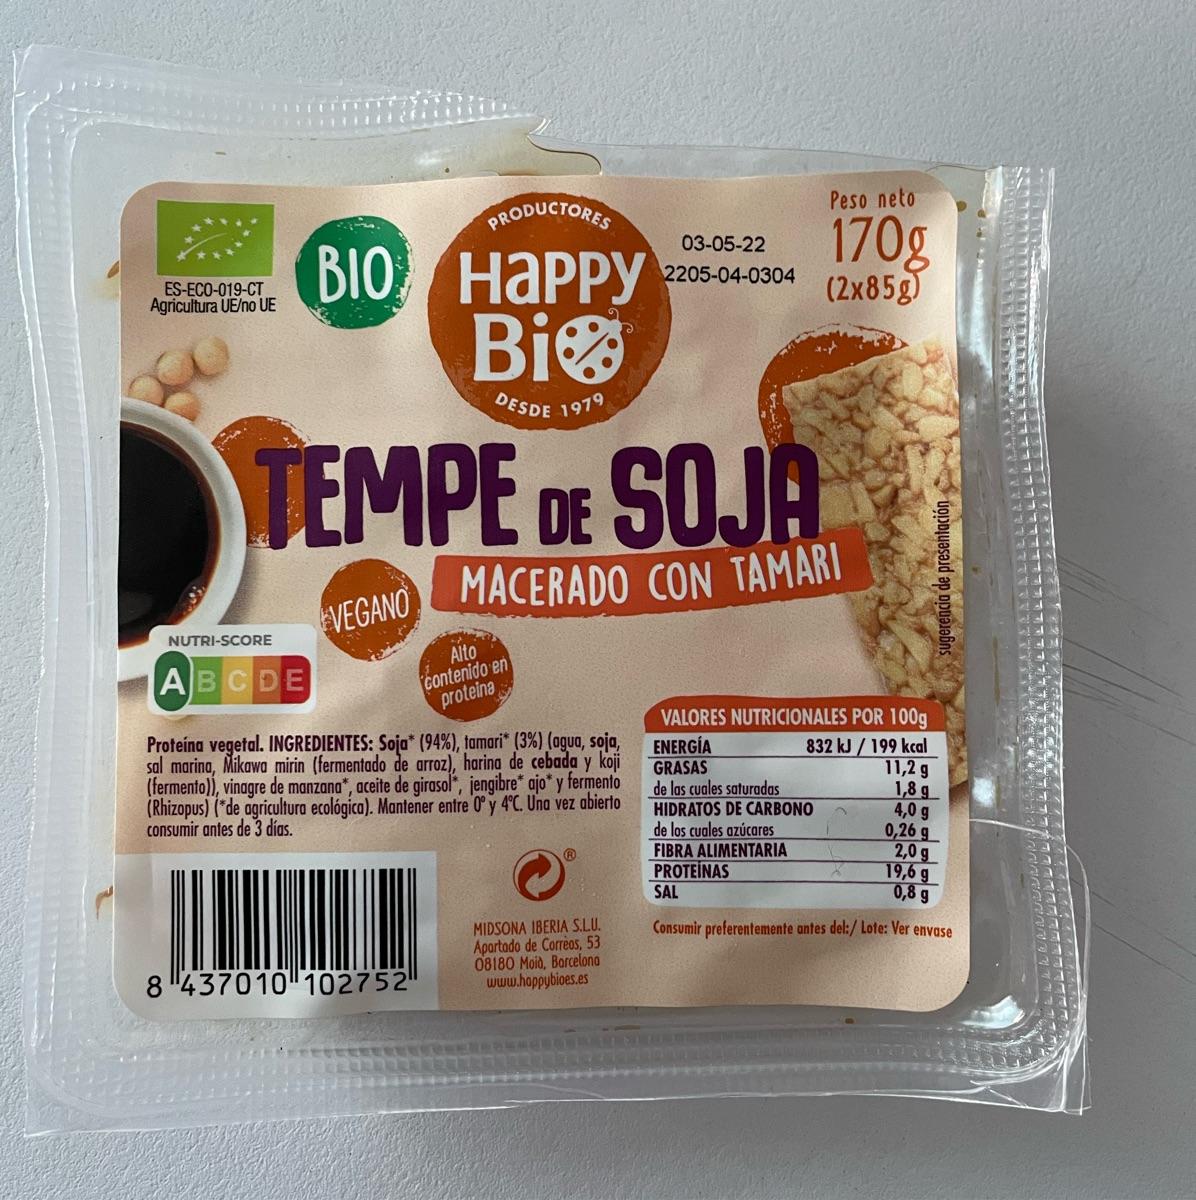 ES-ECO-019-CT
Agricultura UE/no UE
BIO
PRODUCTORES
HaPPY
BiO
DESDE 1979
03-05-22
2205-04-0304
Peso neto
170g
(2x85g)
TEMPE DE SOJA
MACERADO CON TAMARI
sugerencia de presentación
VEGANO
Alto
contenido en
proteína
NUTRI-SCORE
A B C D E
Proteína vegetal. INGREDIENTES: Soja* (94%), tamari* (3%) (agua, soja,
sal marina, Mikawa mirin (fermentado de arroz), harina de cebada y koji
(fermento)), vinagre de manzana*, aceite de girasol*, jengibre* ajo* y fermento
(Rhizopus) (*de agricultura ecológica). Mantener entre 0º y 4ºC. Una vez abierto
consumir antes de 3 días.
VALORES NUTRICIONALES POR 100g
ENERGÍA 832 kJ / 199 kcal
GRASAS 11,2 g
de las cuales saturadas 1,8 g
HIDRATOS DE CARBONO 4,0 g
de los cuales azúcares 0,26 g
FIBRA ALIMENTARIA 2,0 g
PROTEÍNAS 19,6 g
SAL 0,8 g
Consumir preferentemente antes del:/ Lote: Ver envase
8 437010 102752
®
MIDSONA IBERIA S.L.U.
Apartado de Correos, 53
08180 Moià, Barcelona
www.happybioes.es